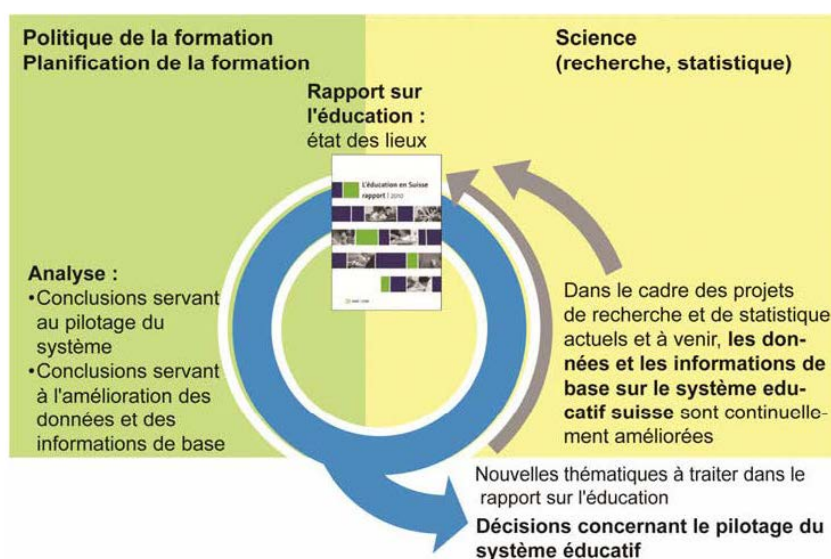 Politique de la formation
Planification de la formation
Science
(recherche, statistique)
Rapport sur
l'éducation :
état des lieux
L'éducation en Suisse
rapport | 2010
Analyse :
•Conclusions servant
au pilotage du
système
•Conclusions servant
à l'amélioration des
données et des
informations de base
Dans le cadre des projets
de recherche et de statistique
actuels et à venir, les don-
nées et les informations de
base sur le système edu-
catif suisse sont continuelle-
ment améliorées
Nouvelles thématiques à traiter dans le
rapport sur l'éducation
Décisions concernant le pilotage du
système éducatif